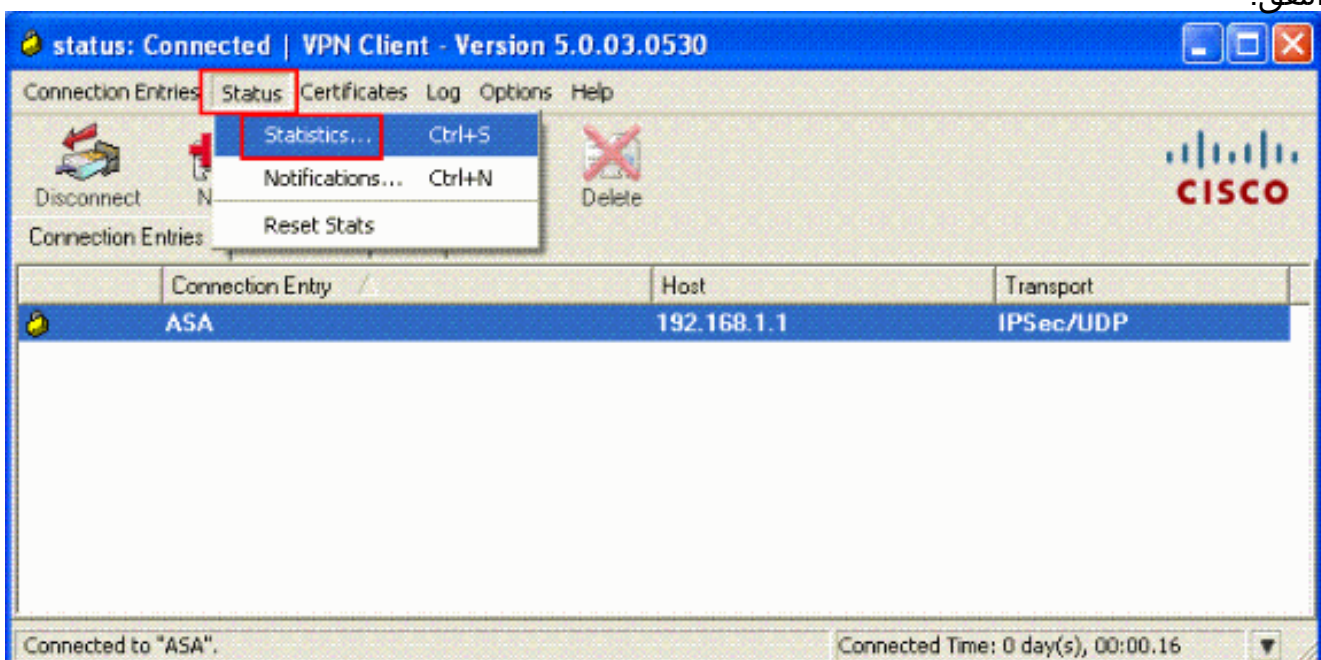 النفق.
status: Connected | VPN Client - Version 5.0.03.0530
Connection Entries Status Certificates Log Options Help
Statistics... Ctrl+S
Notifications... Ctrl+N
Reset Stats
Disconnect N Delete
CISCO
Connection Entries
Connection Entry Host Transport
ASA 192.168.1.1 IPSec/UDP
Connected to "ASA". Connected Time: 0 day(s), 00:00.16